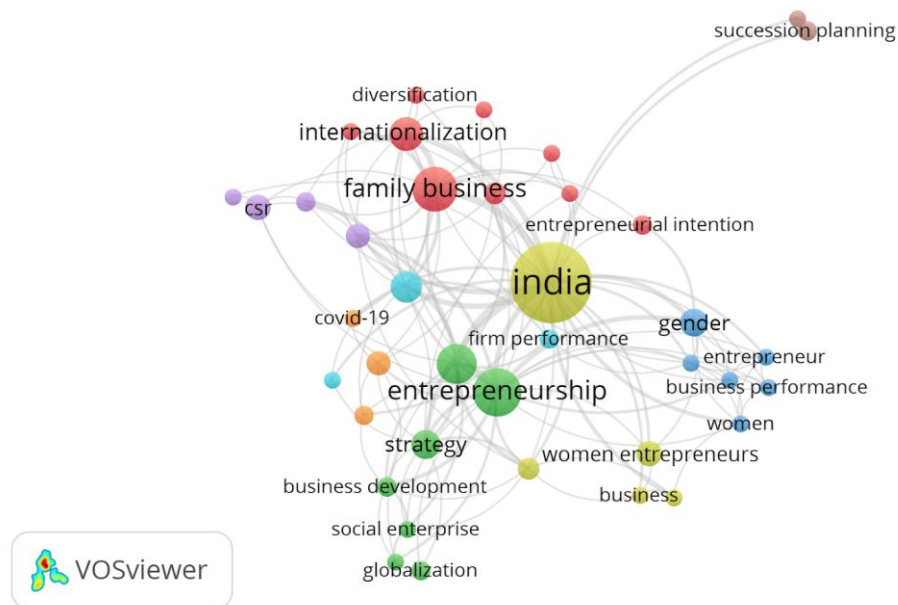 succession planning
diversification
internationalization
family business
csr
entrepreneurial intention
india
covid-19
firm performance
gender
entrepreneur
entrepreneurship
business performance
women
strategy
women entrepreneurs
business development
business
social enterprise
globalization
VOSviewer